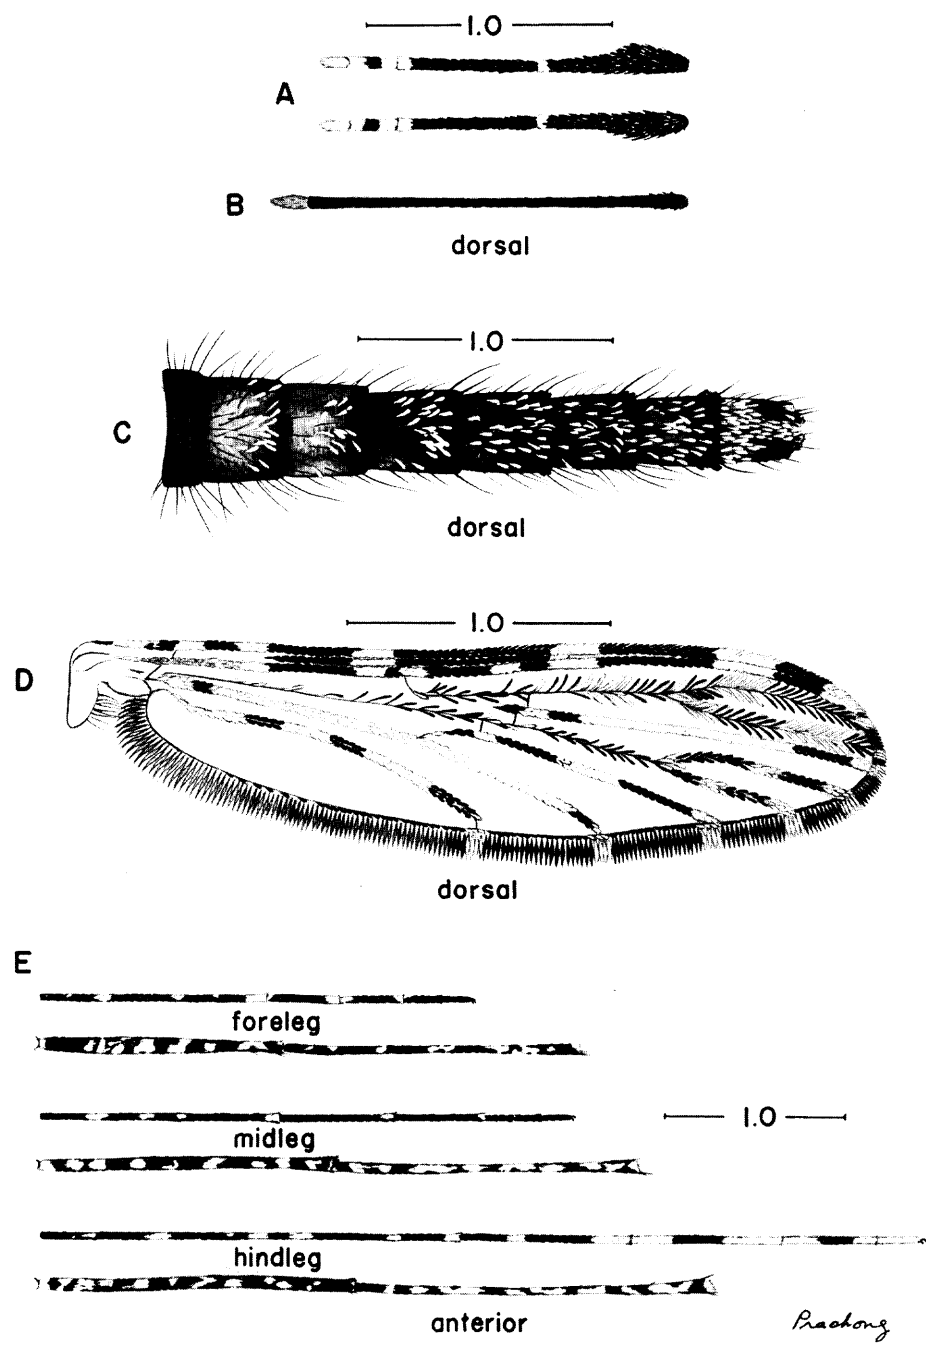 1.0
A
B
dorsal
1.0
C
dorsal
1.0
D
dorsal
E
foreleg
midleg
1.0
hindleg
anterior
Prachong